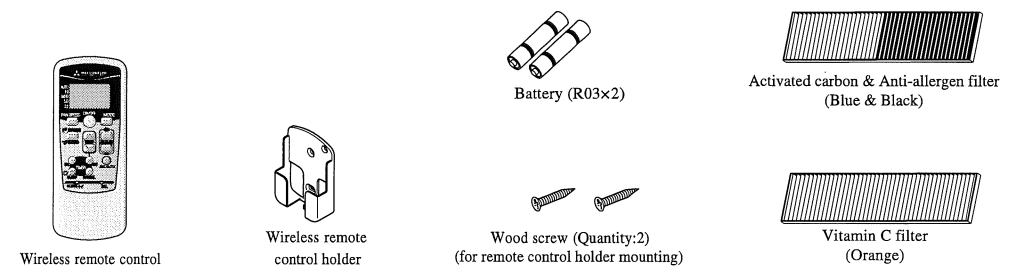 Battery (R03×2)
Activated carbon & Anti-allergen filter
(Blue & Black)
Wireless remote control
Wireless remote
control holder
Wood screw (Quantity:2)
(for remote control holder mounting)
Vitamin C filter
(Orange)